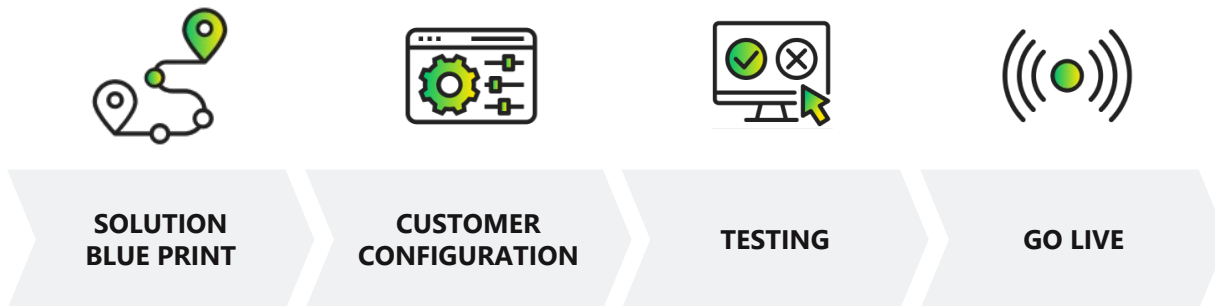 SOLUTION
BLUE PRINT
CUSTOMER
CONFIGURATION
TESTING
GO LIVE